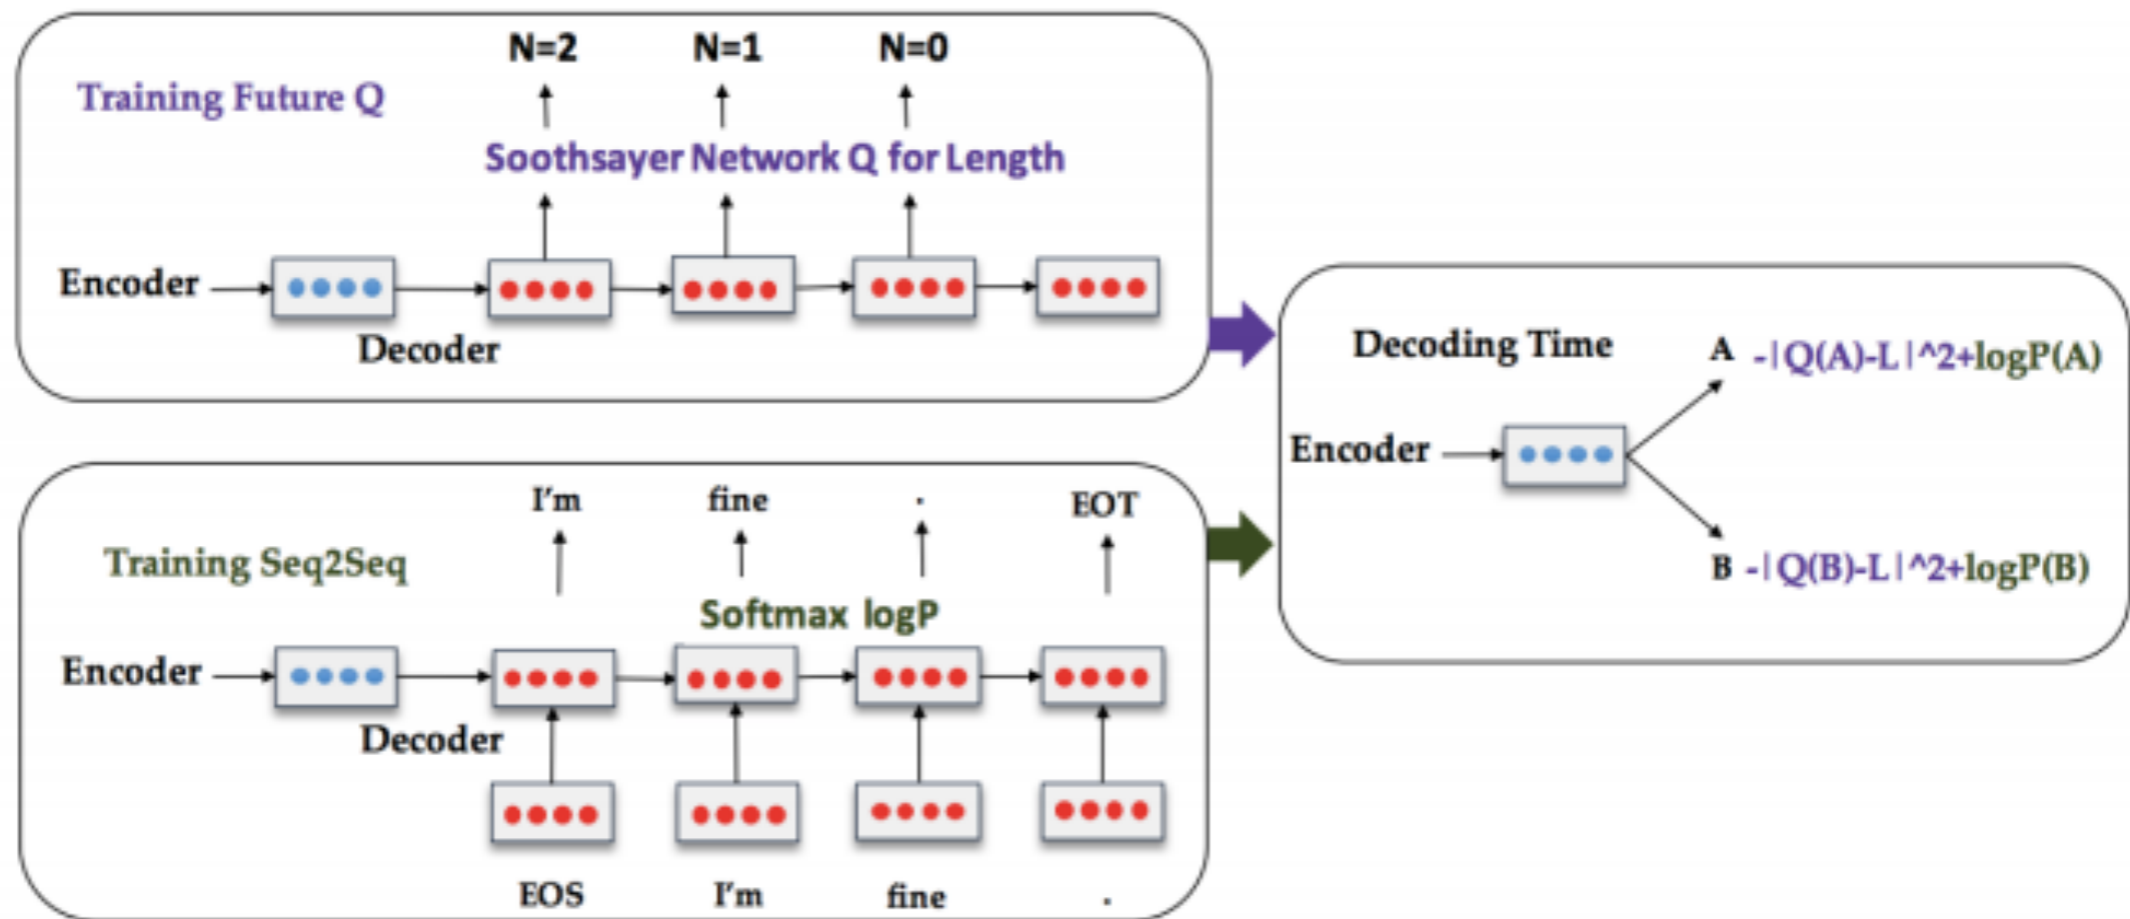 N=2 N=1 N=0
Training Future Q
Soothsayer Network Q for Length
Encoder
Decoder
I'm fine . EOT
Training Seq2Seq
Softmax logP
Encoder
Decoder
EOS I'm fine .
Decoding Time
A -|Q(A)-L|^2+logP(A)
Encoder
B -|Q(B)-L|^2+logP(B)